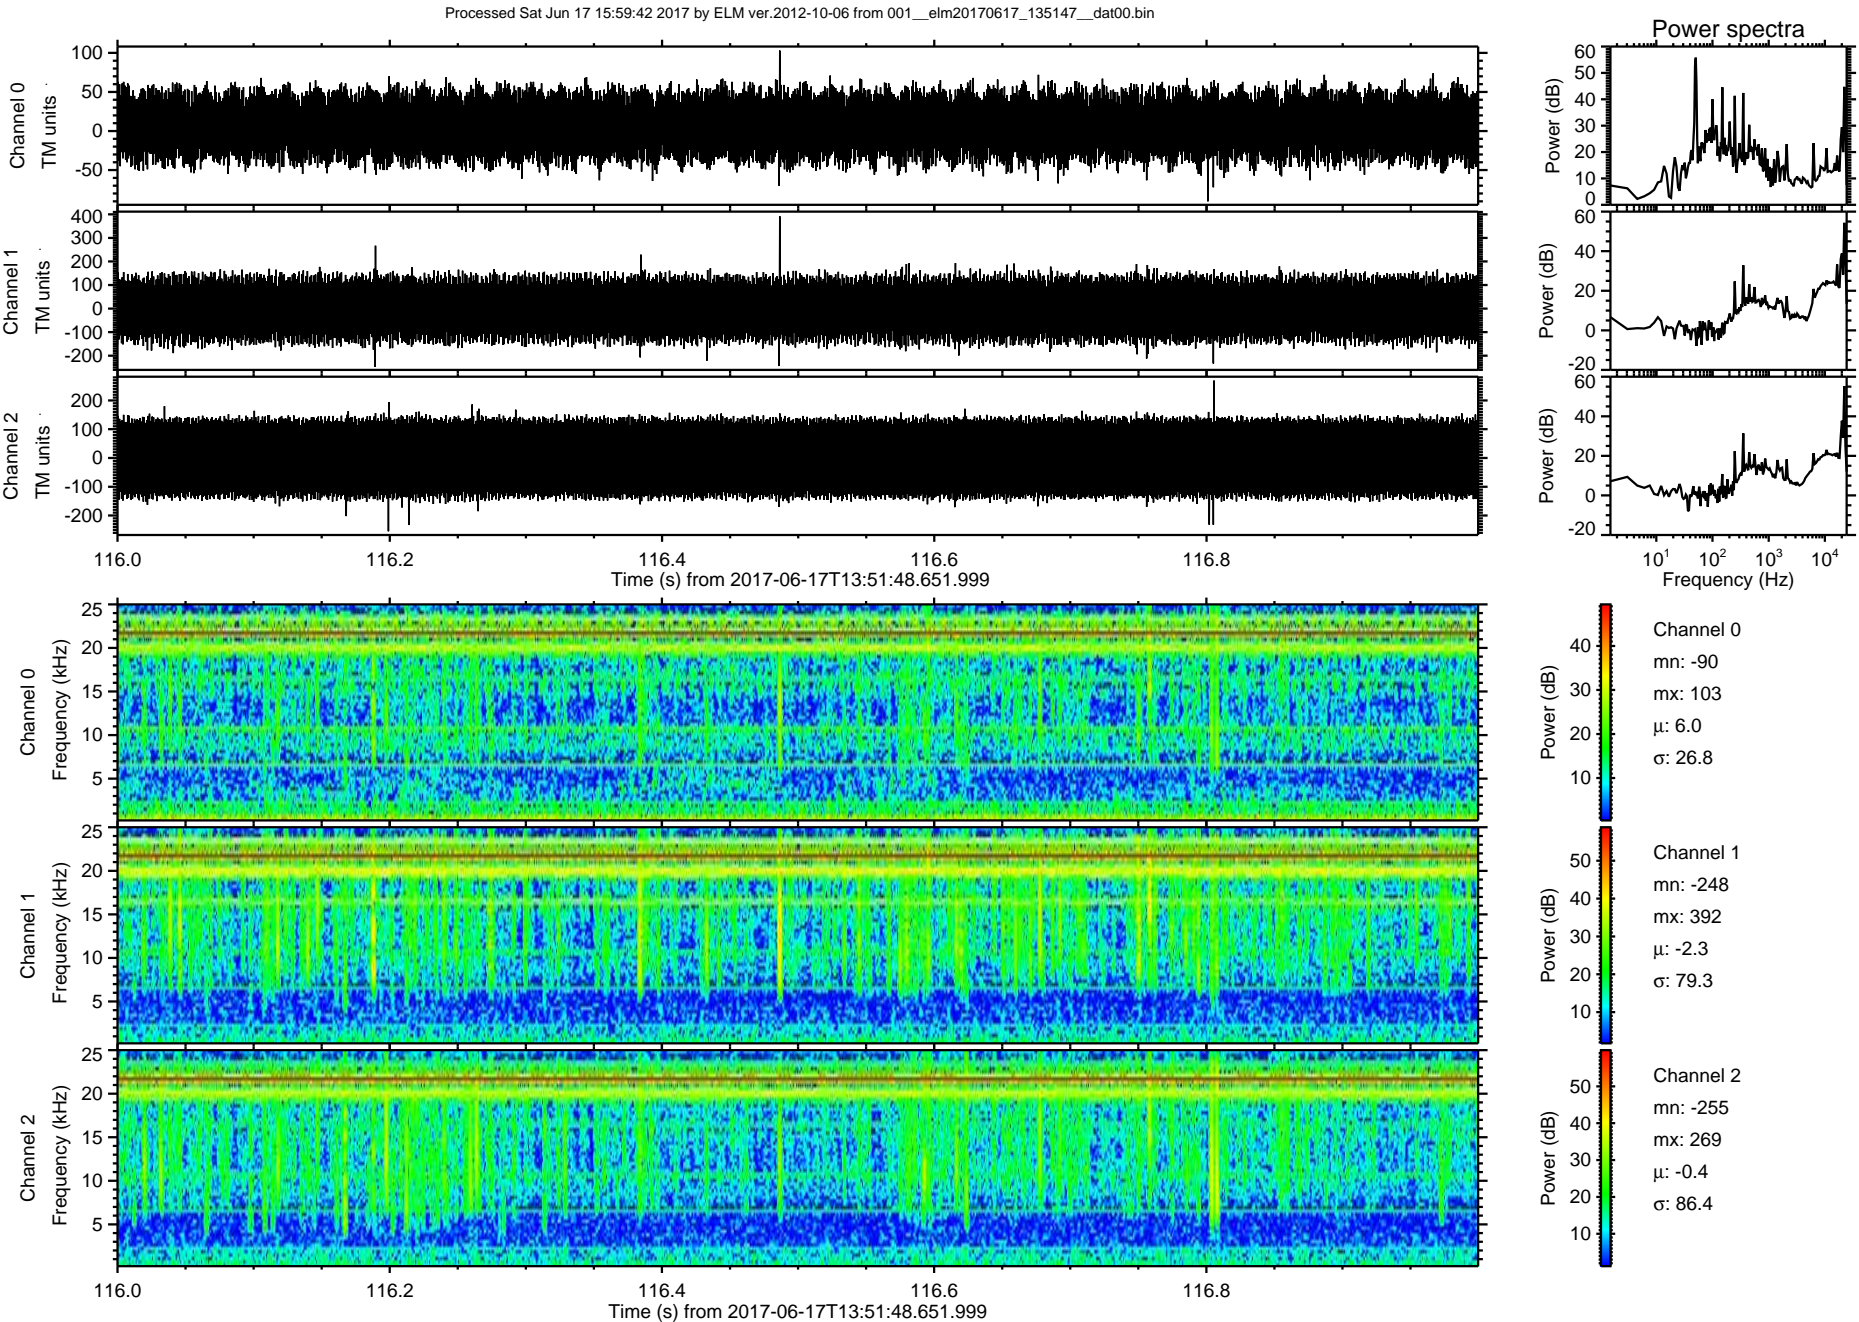 Processed Sat Jun 17 15:59:42 2017 by ELM ver.2012-10-06 from 001__elm20170617_135147__dat00.bin
Power spectra
Channel 0
TM units
100
50
0
-50
Power (dB)
60
50
40
30
20
10
0
Channel 1
TM units
400
300
200
100
0
-100
-200
Power (dB)
60
40
20
0
-20
Channel 2
TM units
200
100
0
-100
-200
Power (dB)
60
40
20
0
-20
116.0 116.2 116.4 116.6 116.8
Time (s) from 2017-06-17T13:51:48.651.999
10^1 10^2 10^3 10^4
Frequency (Hz)
Channel 0
Frequency (kHz)
25
20
15
10
5
Power (dB)
40
30
20
10
Channel 0
mn: -90
mx: 103
μ: 6.0
σ: 26.8
Channel 1
Frequency (kHz)
25
20
15
10
5
Power (dB)
50
40
30
20
10
Channel 1
mn: -248
mx: 392
μ: -2.3
σ: 79.3
Channel 2
Frequency (kHz)
25
20
15
10
5
Power (dB)
50
40
30
20
10
Channel 2
mn: -255
mx: 269
μ: -0.4
σ: 86.4
116.0 116.2 116.4 116.6 116.8
Time (s) from 2017-06-17T13:51:48.651.999